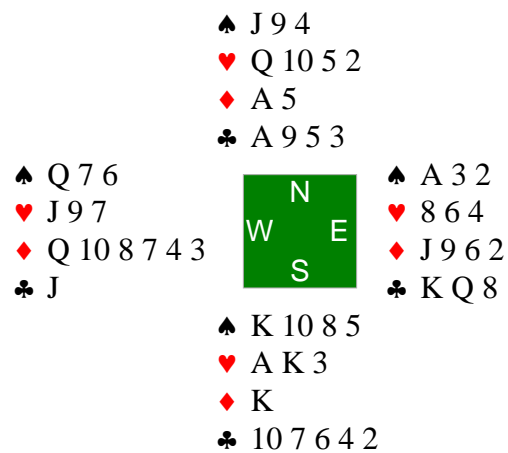 ♠ J 9 4
♥ Q 10 5 2
♦ A 5
♣ A 9 5 3
♠ Q 7 6
♥ J 9 7
♦ Q 10 8 7 4 3
♣ J
N
W E
S
♠ A 3 2
♥ 8 6 4
♦ J 9 6 2
♣ K Q 8
♠ K 10 8 5
♥ A K 3
♦ K
♣ 10 7 6 4 2